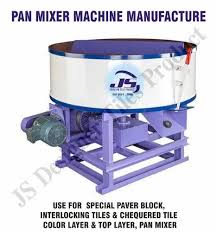 PAN MIXER MACHINE MANUFACTURE
JS
USE FOR SPECIAL PAVER BLOCK,
INTERLOCKING TILES & CHEQUERED TILE
COLOR LAYER & TOP LAYER, PAN MIXER